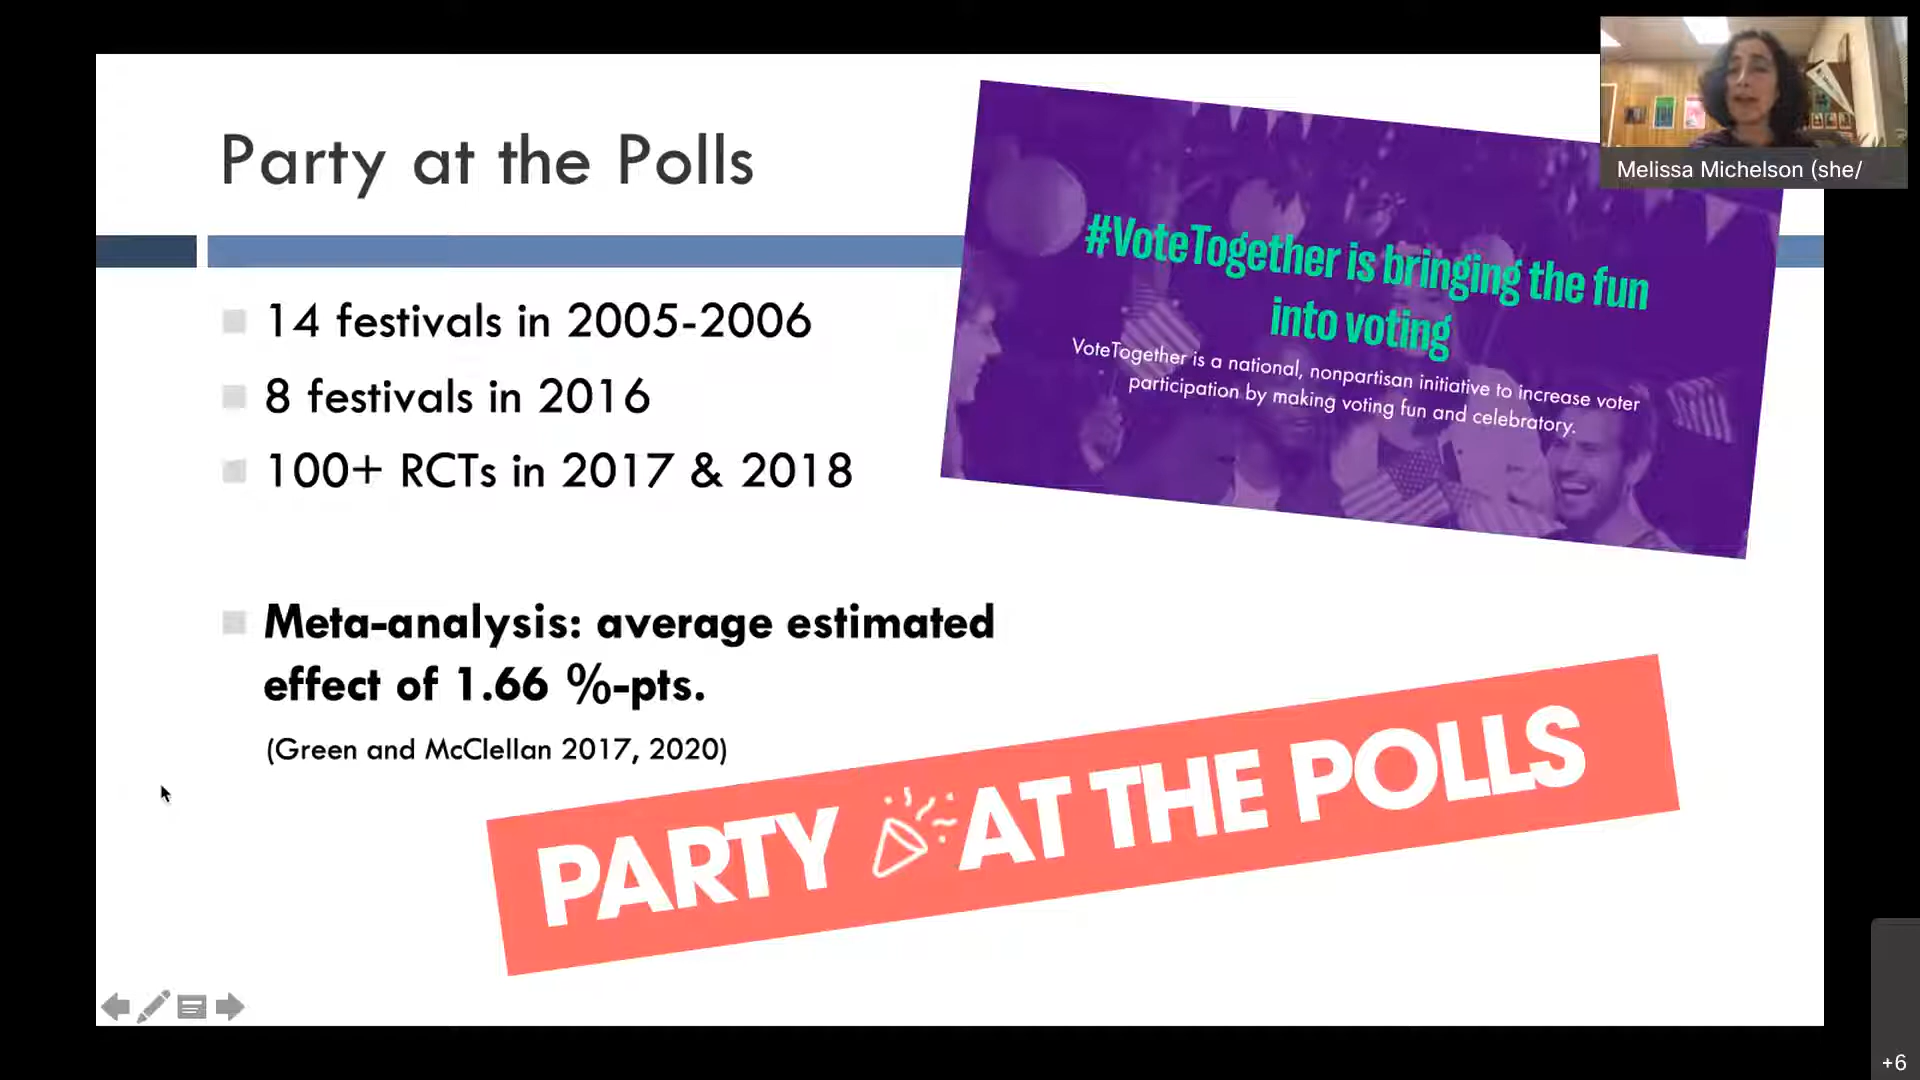 Party at the Polls
14 festivals in 2005-2006
8 festivals in 2016
100+ RCTs in 2017 & 2018
Meta-analysis: average estimated
effect of 1.66 %-pts.
(Green and McClellan 2017, 2020)
#VoteTogether is bringing the fun
into voting
VoteTogether is a national, nonpartisan initiative to increase voter
participation by making voting fun and celebratory.
PARTY AT THE POLLS
Melissa Michelson (she/
+6